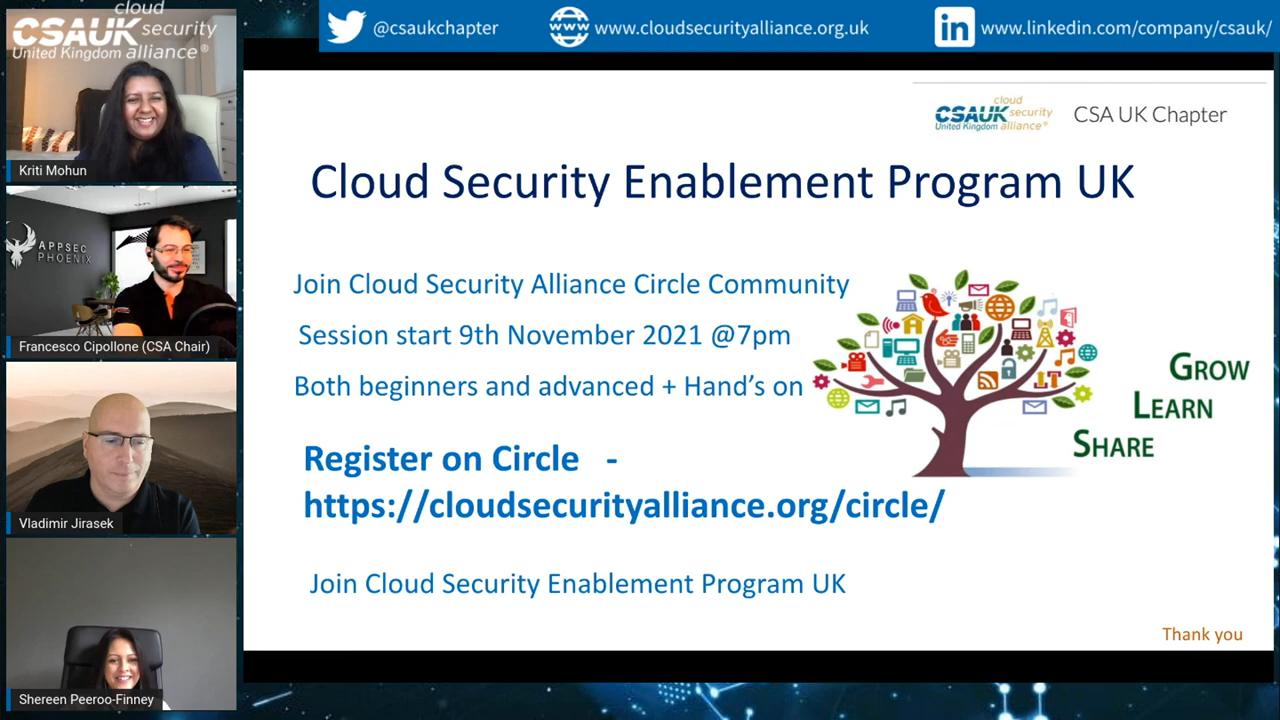 cloud
CSAUK security
United Kingdom alliance®
@csaukchapter
www.cloudsecurityalliance.org.uk
in
www.linkedin.com/company/csauk/
Kriti Mohun
APPSEC
PHOENIX
Francesco Cipollone (CSA Chair)
Vladimir Jirasek
Shereen Peeroo-Finney
cloud
CSAUK security
United Kingdom alliance®
CSA UK Chapter
Cloud Security Enablement Program UK
Join Cloud Security Alliance Circle Community
Session start 9th November 2021 @7pm
Both beginners and advanced + Hand’s on
GROW
LEARN
SHARE
Register on Circle -
https://cloudsecurityalliance.org/circle/
Join Cloud Security Enablement Program UK
Thank you